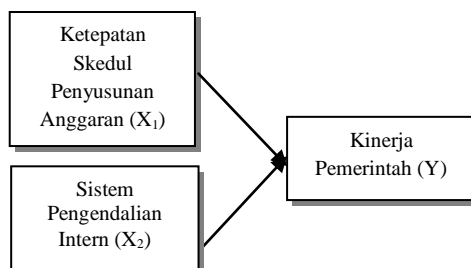 Ketepatan
Skedul
Penyusunan
Anggaran (X₁)
Kinerja
Pemerintah (Y)
Sistem
Pengendalian
Intern (X₂)